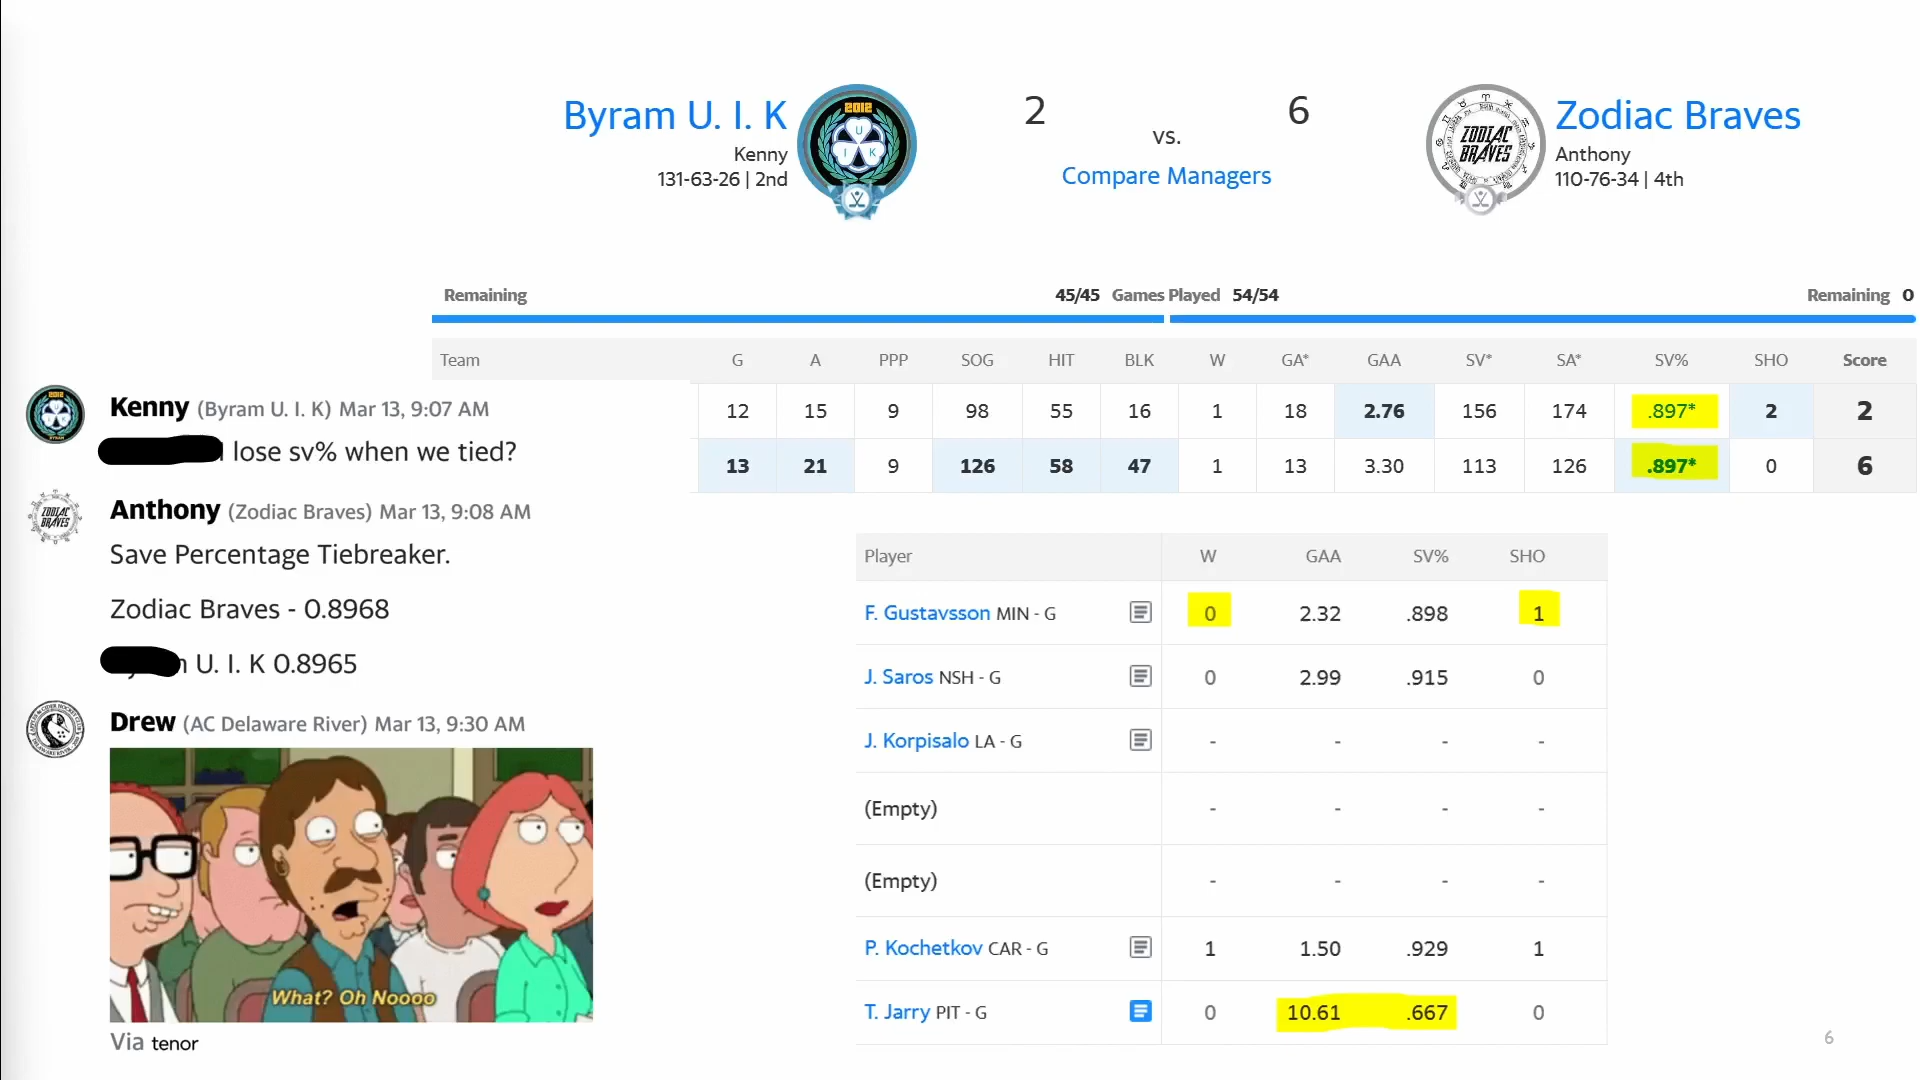 Byram U. I. K
Kenny
131-63-26 | 2nd
2012
U
I K
2
vs.
6
Compare Managers
ZODIAC
BRAVES
Zodiac Braves
Anthony
110-76-34 | 4th
Remaining 45/45 Games Played 54/54 Remaining 0
Team G A PPP SOG HIT BLK W GA* GAA SV* SA* SV% SHO Score
12 15 9 98 55 16 1 18 2.76 156 174 .897* 2 2
13 21 9 126 58 47 1 13 3.30 113 126 .897* 0 6
Kenny (Byram U. I. K) Mar 13, 9:07 AM
lose sv% when we tied?
ZODIAC
BRAVES
Anthony (Zodiac Braves) Mar 13, 9:08 AM
Save Percentage Tiebreaker.
Zodiac Braves - 0.8968
U. I. K 0.8965
Drew (AC Delaware River) Mar 13, 9:30 AM
What? Oh Noooo
Via tenor
Player W GAA SV% SHO
F. Gustavsson MIN - G 0 2.32 .898 1
J. Saros NSH - G 0 2.99 .915 0
J. Korpisalo LA - G - - - -
(Empty) - - - -
(Empty) - - - -
P. Kochetkov CAR - G 1 1.50 .929 1
T. Jarry PIT - G 0 10.61 .667 0
6